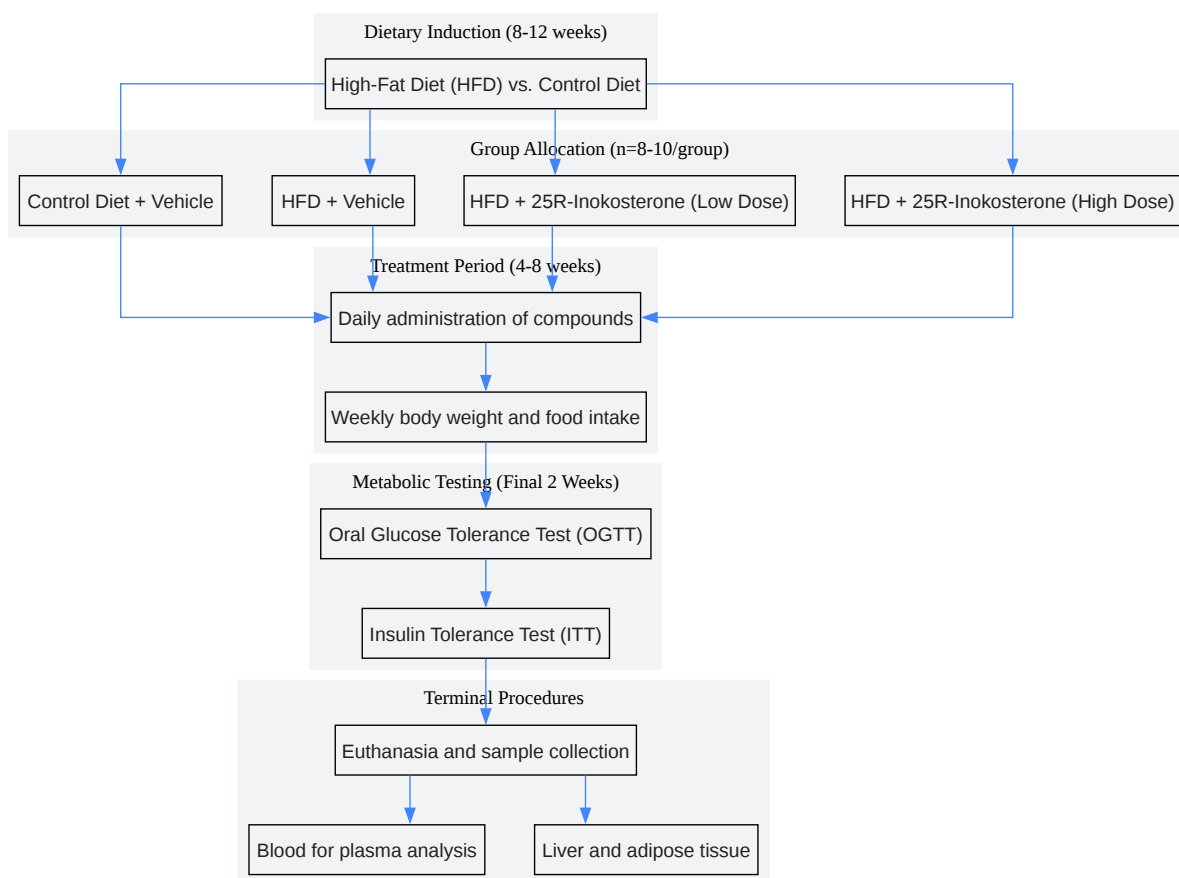 Dietary Induction (8-12 weeks)
High-Fat Diet (HFD) vs. Control Diet
Group Allocation (n=8-10/group)
Control Diet + Vehicle
HFD + Vehicle
HFD + 25R-Inokosterone (Low Dose)
HFD + 25R-Inokosterone (High Dose)
Treatment Period (4-8 weeks)
Daily administration of compounds
Weekly body weight and food intake
Metabolic Testing (Final 2 Weeks)
Oral Glucose Tolerance Test (OGTT)
Insulin Tolerance Test (ITT)
Terminal Procedures
Euthanasia and sample collection
Blood for plasma analysis
Liver and adipose tissue